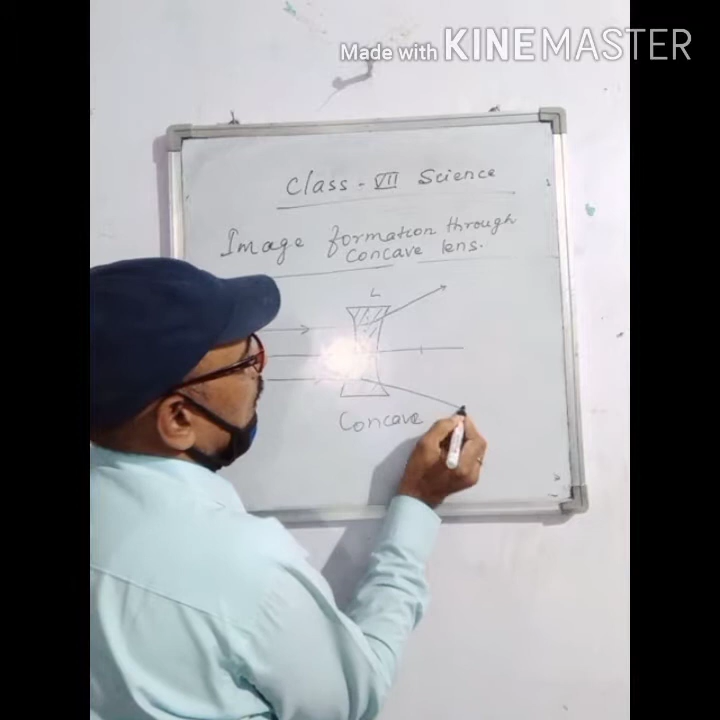 Made with KINEMASTER
Class - VII Science
Image formation through
Concave lens.
L
Concave